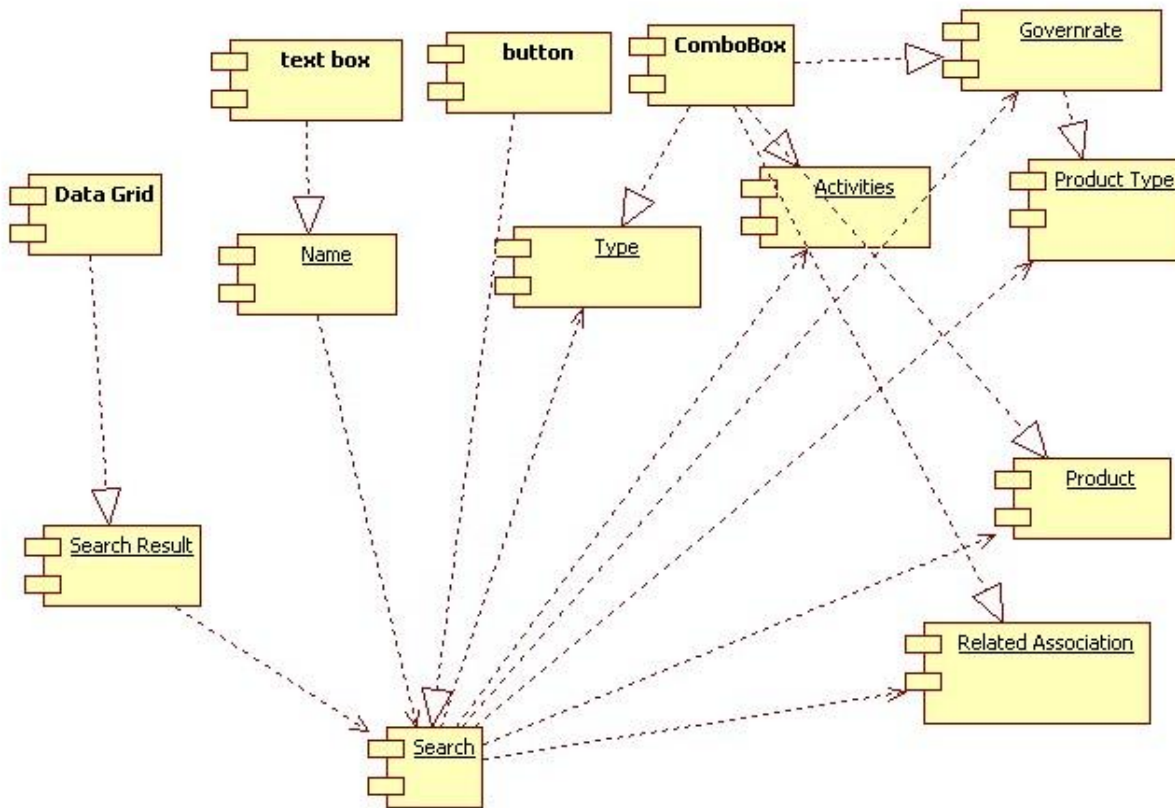 text box
button
ComboBox
Governrate
Data Grid
Name
Type
Activities
Product Type
Search Result
Product
Related Association
Search